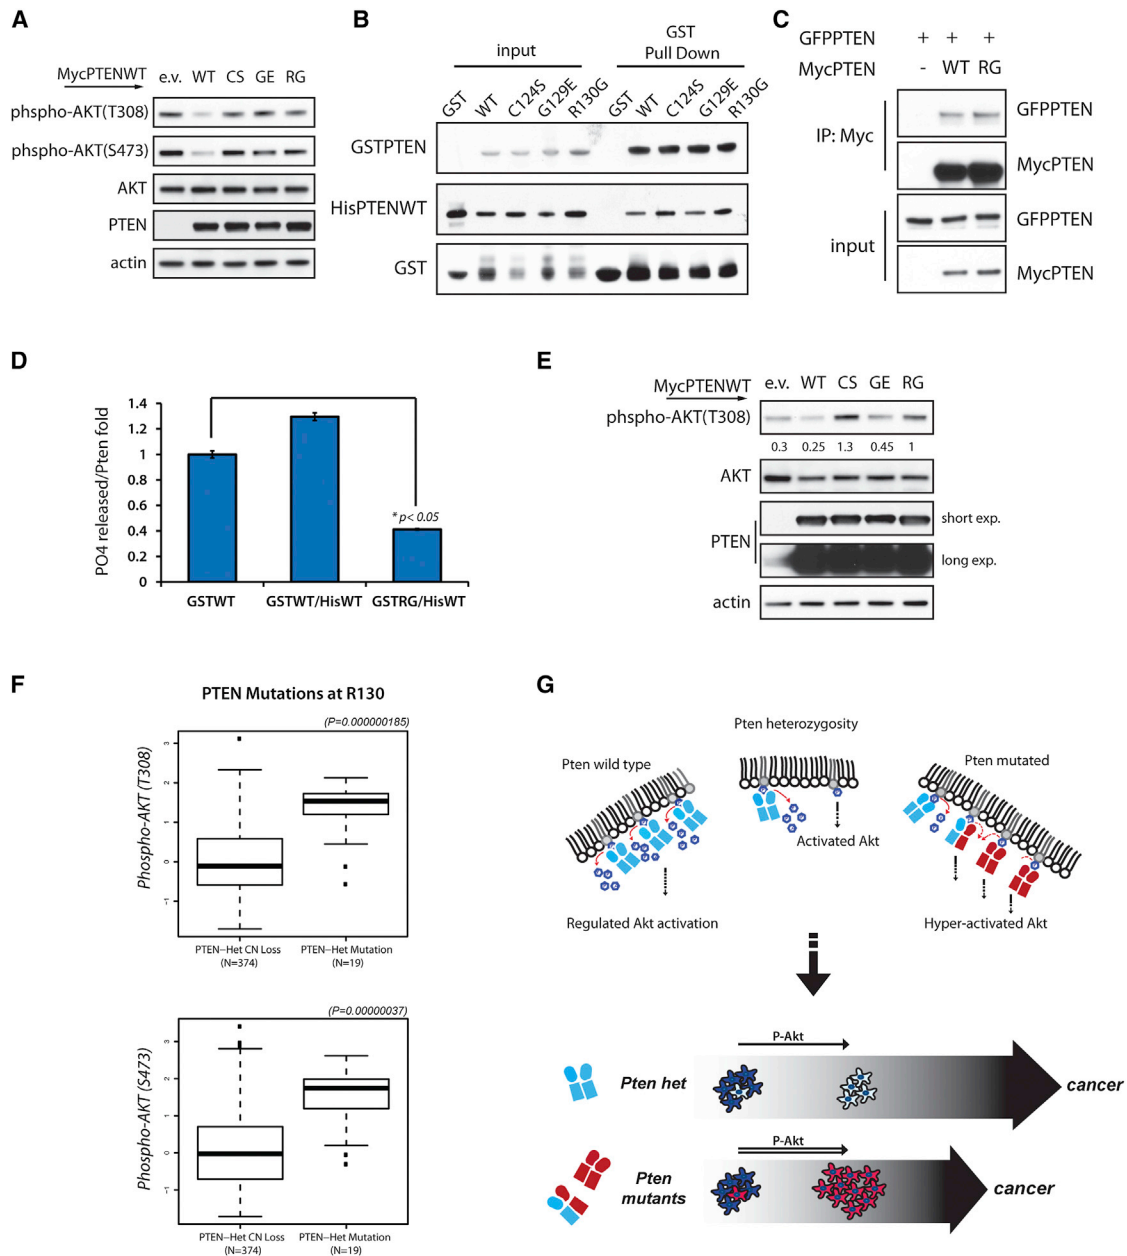 A
MycPTENWT e.v. WT CS GE RG
phspho-AKT(T308)
phspho-AKT(S473)
AKT
PTEN
actin
B
input
GST
Pull Down
GST WT C124S G129E R130G GST WT C124S G129E R130G
GSTPTEN
HisPTENWT
GST
C
GFPPTEN + + +
MycPTEN - WT RG
IP: Myc
GFPPTEN
MycPTEN
input
GFPPTEN
MycPTEN
D
PO4 released/Pten fold
1.4
1.2
1
0.8
0.6
0.4
0.2
0
* p< 0.05
GSTWT GSTWT/HisWT GSTRG/HisWT
E
MycPTENWT e.v. WT CS GE RG
phspho-AKT(T308)
0.3 0.25 1.3 0.45 1
AKT
PTEN
short exp.
long exp.
actin
F
PTEN Mutations at R130
(P=0.000000185)
Phospho-AKT (T308)
3
2
1
0
−1
PTEN−Het CN Loss PTEN−Het Mutation
(N=374) (N=19)
(P=0.00000037)
Phospho-AKT (S473)
3
2
1
0
−1
PTEN−Het CN Loss PTEN−Het Mutation
(N=374) (N=19)
G
Pten heterozygosity
Pten wild type
Pten mutated
Activated Akt
Regulated Akt activation
Hyper-activated Akt
P-Akt
Pten het
cancer
P-Akt
Pten
mutants
cancer